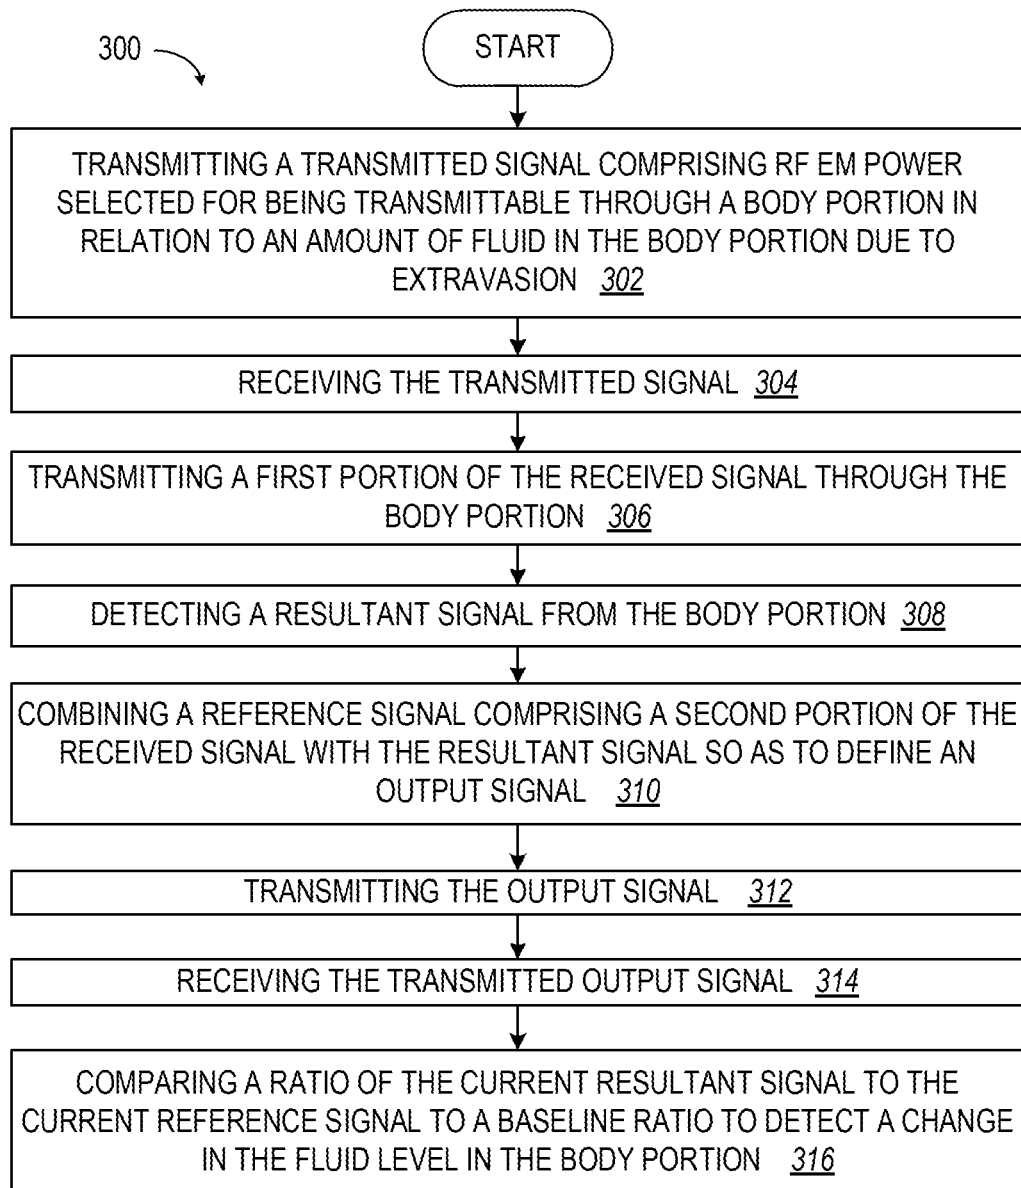 300
START
TRANSMITTING A TRANSMITTED SIGNAL COMPRISING RF EM POWER
SELECTED FOR BEING TRANSMITTABLE THROUGH A BODY PORTION IN
RELATION TO AN AMOUNT OF FLUID IN THE BODY PORTION DUE TO
EXTRAVASION 302
RECEIVING THE TRANSMITTED SIGNAL 304
TRANSMITTING A FIRST PORTION OF THE RECEIVED SIGNAL THROUGH THE
BODY PORTION 306
DETECTING A RESULTANT SIGNAL FROM THE BODY PORTION 308
COMBINING A REFERENCE SIGNAL COMPRISING A SECOND PORTION OF THE
RECEIVED SIGNAL WITH THE RESULTANT SIGNAL SO AS TO DEFINE AN
OUTPUT SIGNAL 310
TRANSMITTING THE OUTPUT SIGNAL 312
RECEIVING THE TRANSMITTED OUTPUT SIGNAL 314
COMPARING A RATIO OF THE CURRENT RESULTANT SIGNAL TO THE
CURRENT REFERENCE SIGNAL TO A BASELINE RATIO TO DETECT A CHANGE
IN THE FLUID LEVEL IN THE BODY PORTION 316